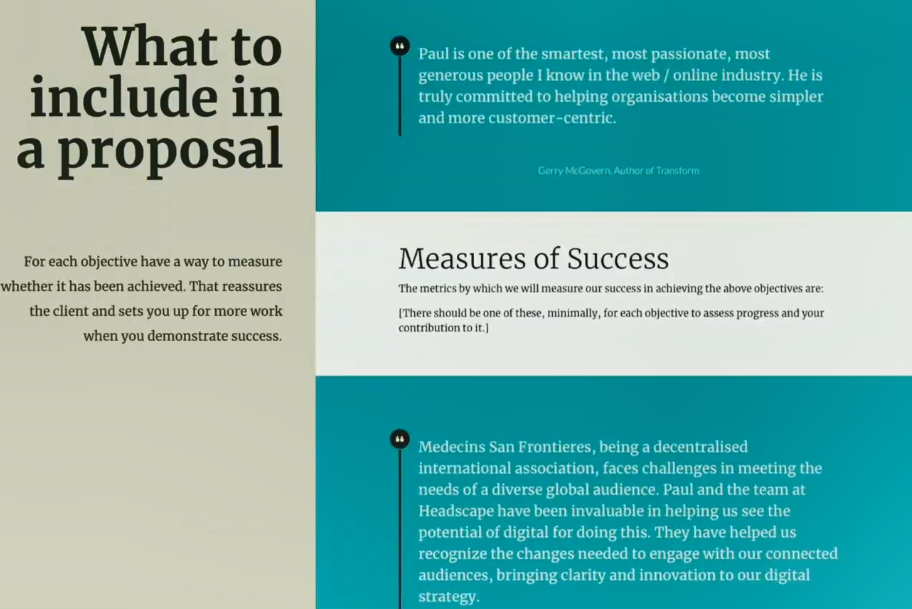 What to
include in
a proposal
For each objective have a way to measure
whether it has been achieved. That reassures
the client and sets you up for more work
when you demonstrate success.
Paul is one of the smartest, most passionate, most
generous people I know in the web / online industry. He is
truly committed to helping organisations become simpler
and more customer-centric.
Gerry McGovern, Author of Transform
Measures of Success
The metrics by which we will measure our success in achieving the above objectives are:
[There should be one of these, minimally, for each objective to assess progress and your
contribution to it.]
Medecins San Frontieres, being a decentralised
international association, faces challenges in meeting the
needs of a diverse global audience. Paul and the team at
Headscape have been invaluable in helping us see the
potential of digital for doing this. They have helped us
recognize the changes needed to engage with our connected
audiences, bringing clarity and innovation to our digital
strategy.